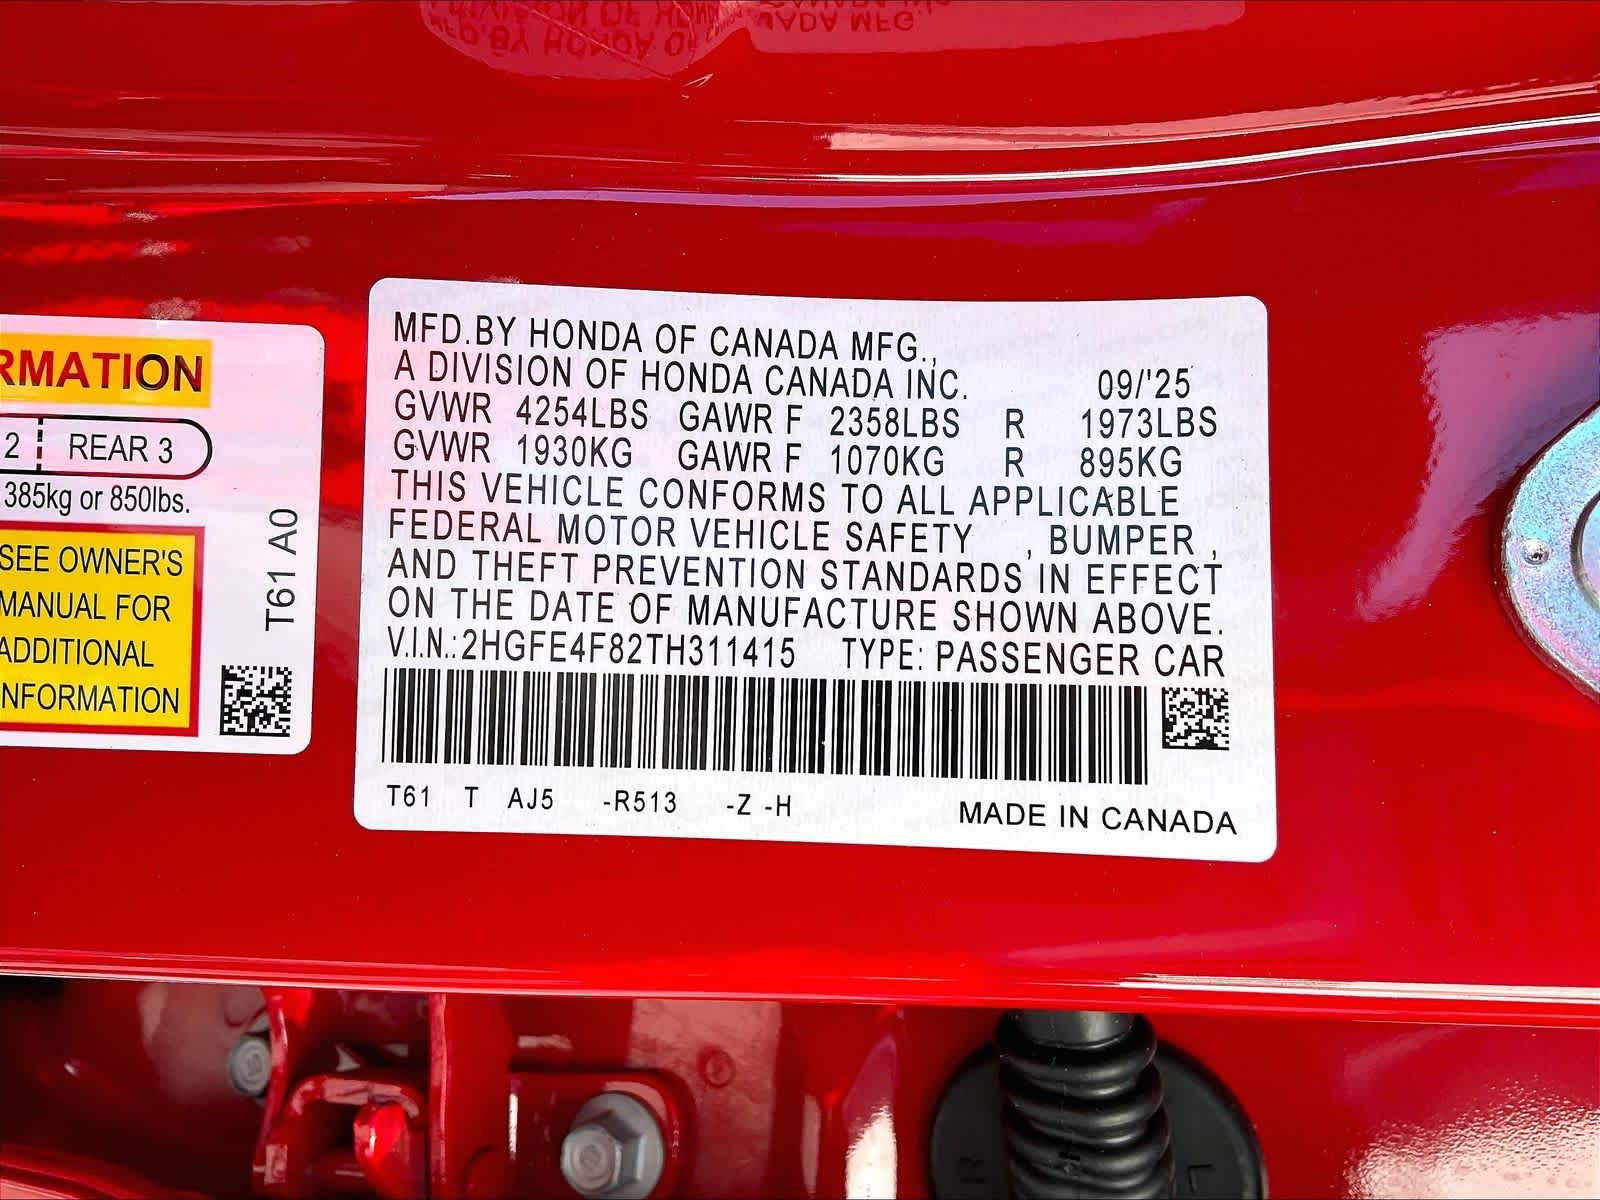 RMATION
2 REAR 3
385kg or 850lbs.
SEE OWNER'S
MANUAL FOR
ADDITIONAL
INFORMATION
T61 A0
MFD.BY HONDA OF CANADA MFG.,
A DIVISION OF HONDA CANADA INC. 09/'25
GVWR 4254LBS GAWR F 2358LBS R 1973LBS
GVWR 1930KG GAWR F 1070KG R 895KG
THIS VEHICLE CONFORMS TO ALL APPLICABLE
FEDERAL MOTOR VEHICLE SAFETY , BUMPER ,
AND THEFT PREVENTION STANDARDS IN EFFECT
ON THE DATE OF MANUFACTURE SHOWN ABOVE.
V.I.N.:2HGFE4F82TH311415 TYPE: PASSENGER CAR
T61 T AJ5 -R513 -Z -H MADE IN CANADA